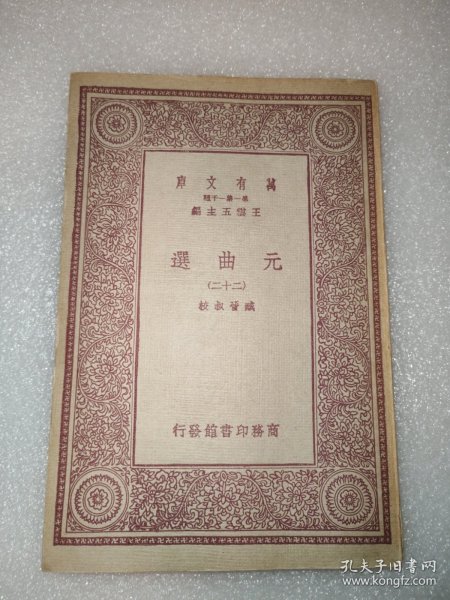 萬有文庫
第一集一千種
王雲五主編
元曲選
(二十二)
臧晉叔校
商務印書館發行
孔夫子旧书网
www.kongfz.com